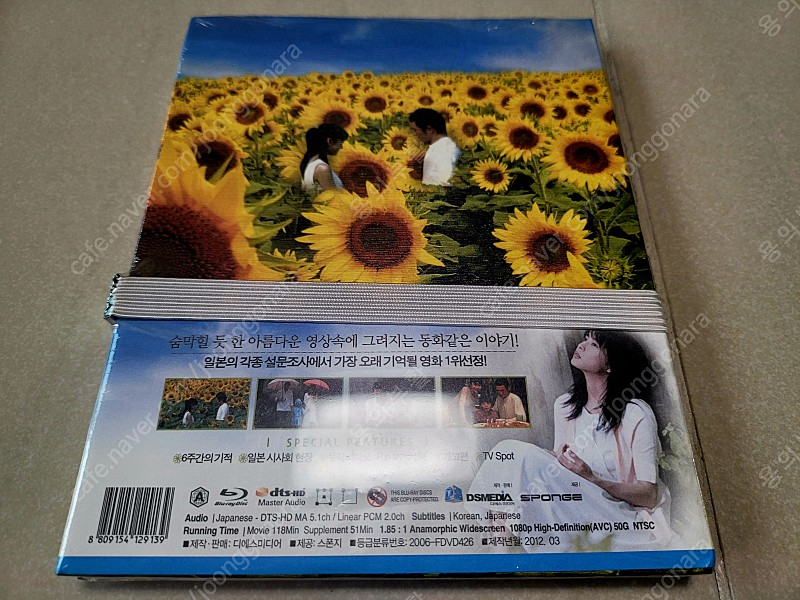 숨막힐 듯 한 아름다운 영상속에 그려지는 동화같은 이야기!
일본의 각종 설문조사에서 가장 오래 기억될 영화 1위선정!
| SPECIAL FEATURES |
6주간의 기적 일본 시사회 현장 TV Spot
A Blu-ray Disc dts-HD Master Audio THIS BLU-RAY DISCS ARE COPY-PROTECTED. DSMEDIA SPONGE
Audio | Japanese - DTS-HD MA 5.1ch / Linear PCM 2.0ch Subtitles | Korean, Japanese
Running Time | Movie 118Min Supplement 51Min 1.85 : 1 Anamorphic Widescreen 1080p High-Definition(AVC) 50G NTSC
■ 제작 · 판매 : 디에스미디어 ■ 제공: 스폰지 ■ 등급분류번호: 2006-FDVD426 ■ 제작년월: 2012. 03
8 809154 129139
cafe.naver.com/joonggonara